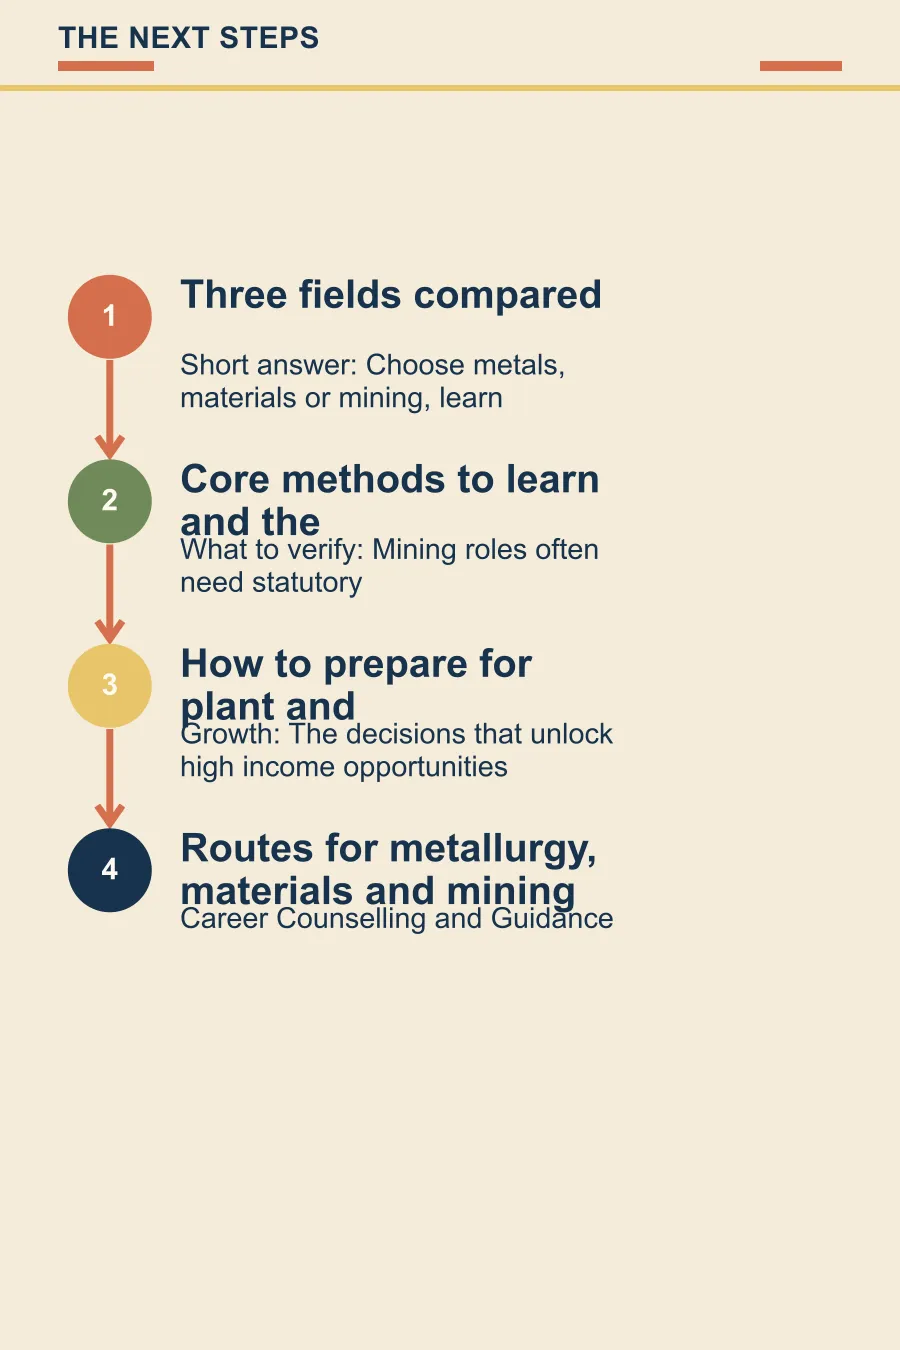 THE NEXT STEPS
1
Three fields compared
Short answer: Choose metals,
materials or mining, learn
2
Core methods to learn
and the
What to verify: Mining roles often
need statutory
3
How to prepare for
plant and
Growth: The decisions that unlock
high income opportunities
4
Routes for metallurgy,
materials and mining
Career Counselling and Guidance